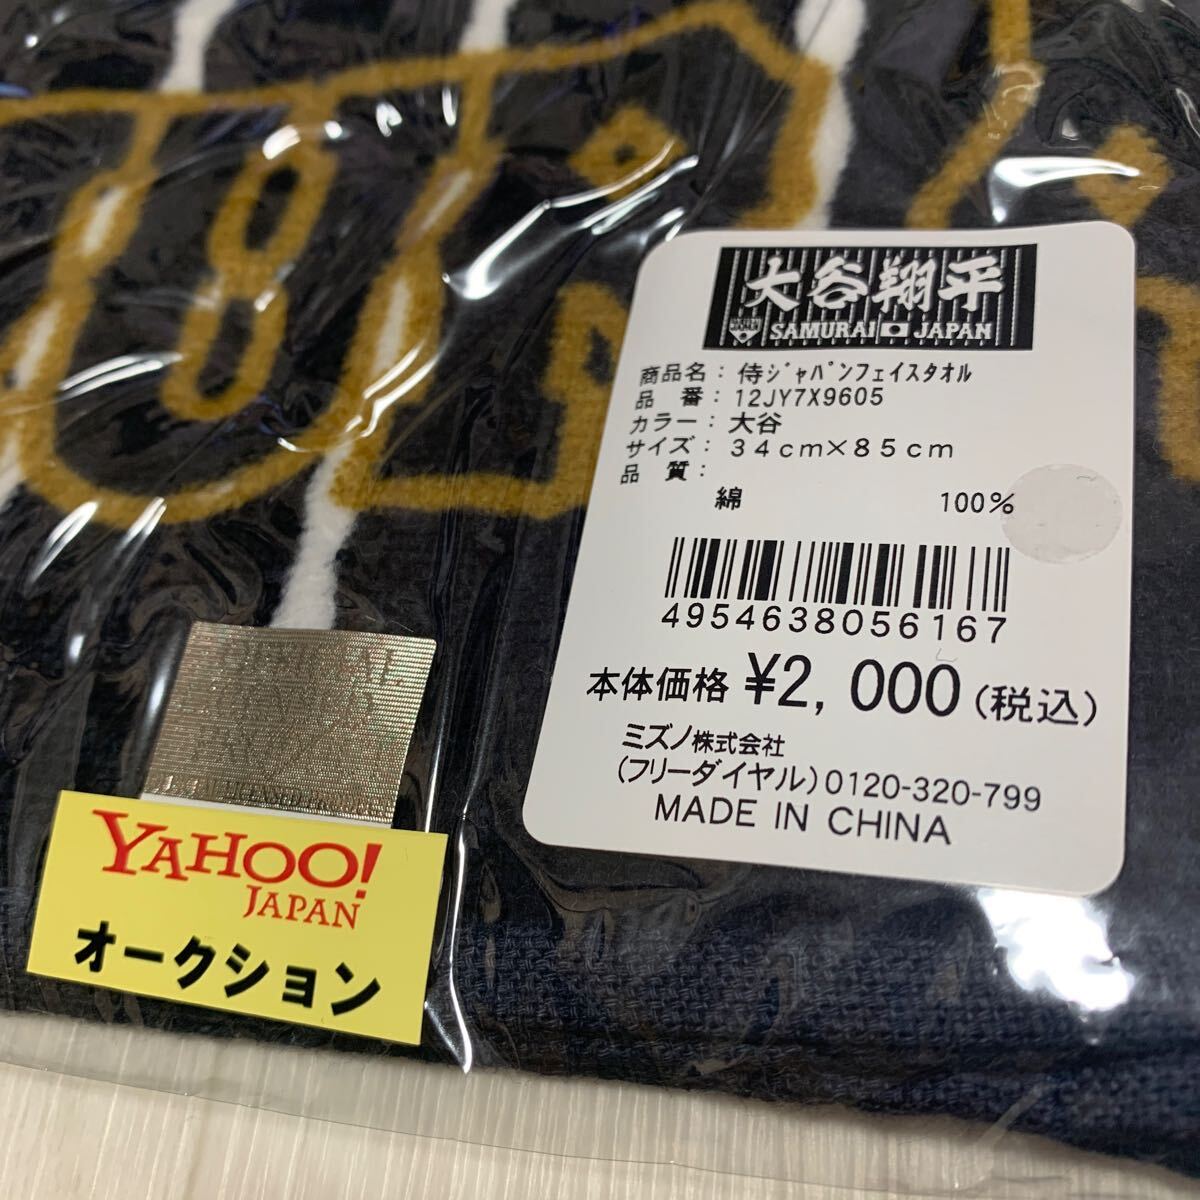 大谷翔平
SAMURAI JAPAN
商品名：侍ｼﾞｬﾊﾟﾝフェイスタオル
品　番：12JY7X9605
カラー：大谷
サイズ：３４ｃｍ×８５ｃｍ
品　質：
綿　100％
4954638056167
本体価格 ¥2, 000 (税込)
ミズノ株式会社
(フリーダイヤル) 0120-320-799
MADE IN CHINA
YAHOO!
JAPAN
オークション